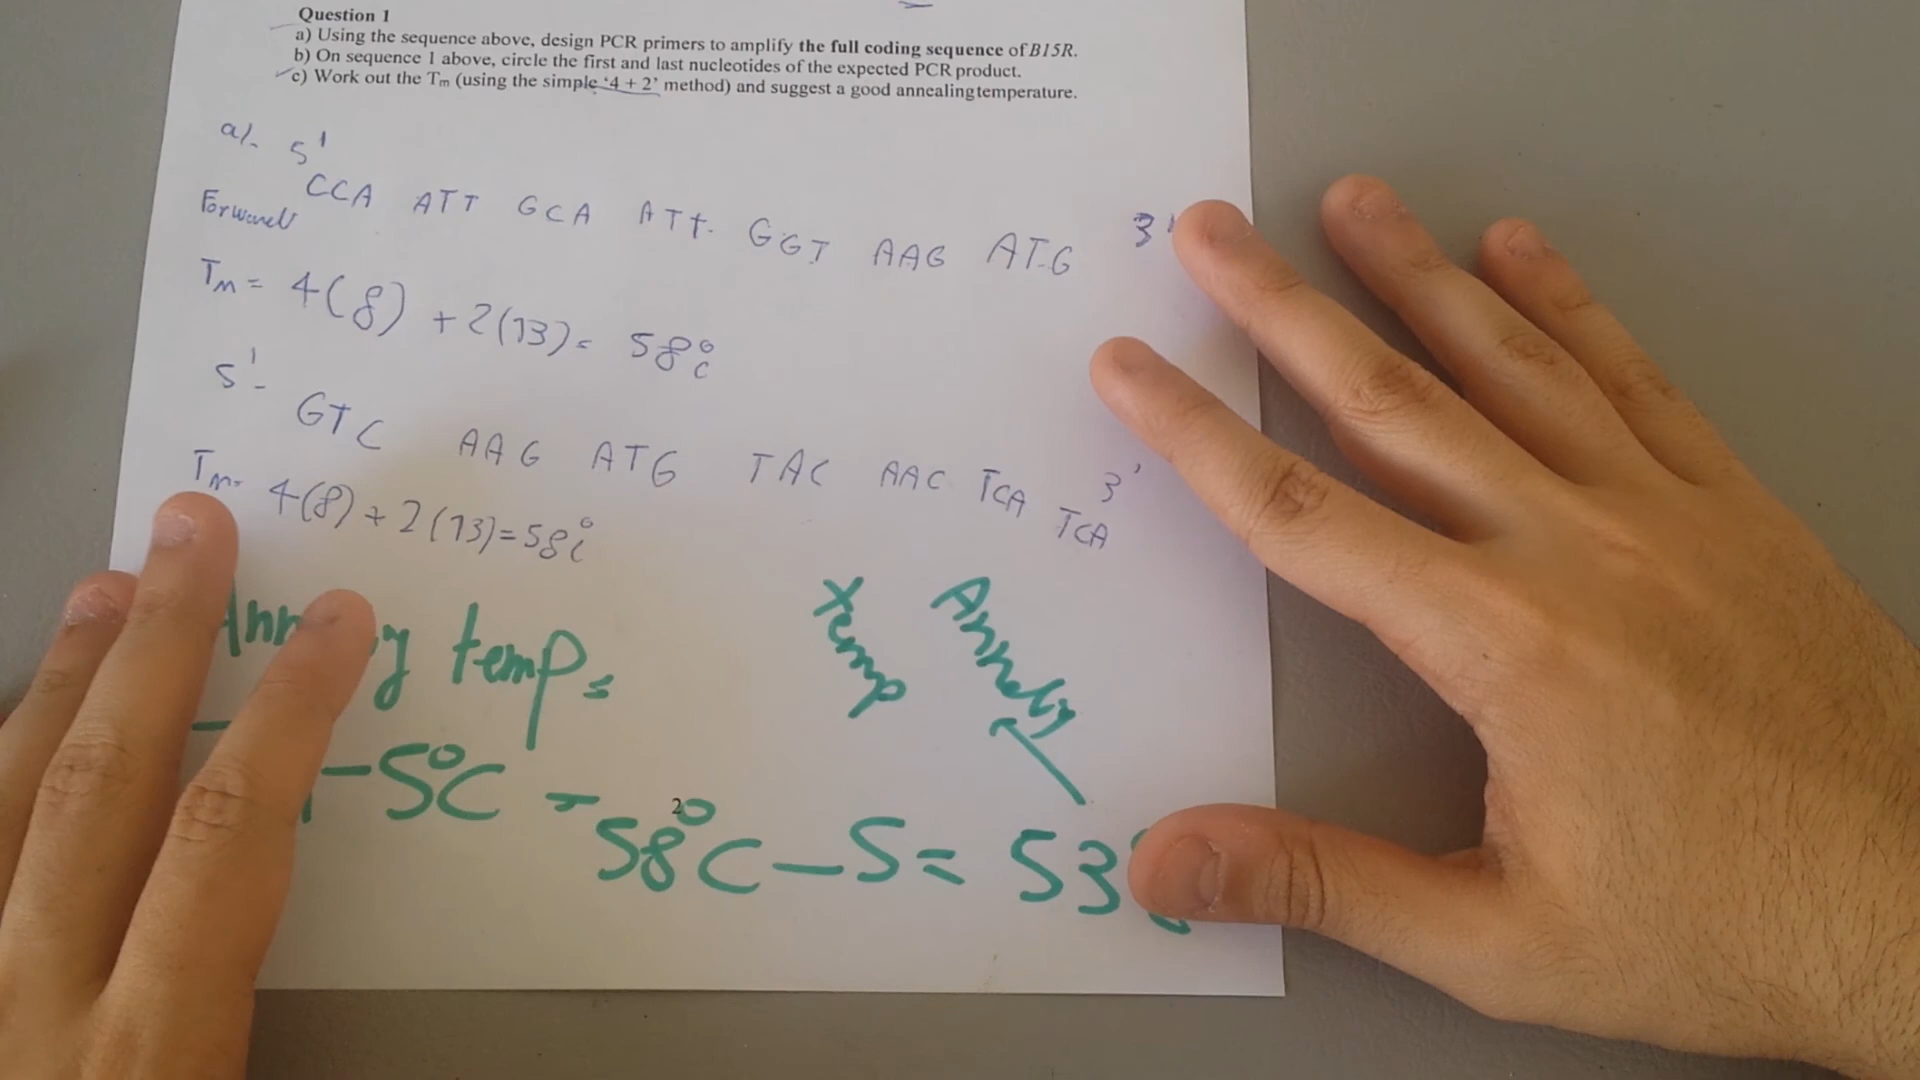 Question 1
a) Using the sequence above, design PCR primers to amplify the full coding sequence of B15R.
b) On sequence 1 above, circle the first and last nucleotides of the expected PCR product.
c) Work out the Tm (using the simple '4 + 2' method) and suggest a good annealing temperature.
a)- 5'
Forward CCA ATT GCA ATT GGT AAG ATG 3'
Tm = 4(8) + 2(13) = 58°C
5'- GTC AAG ATG TAC AAC TCA TCA 3'
Tm = 4(8) + 2(13) = 58°C
temp =
-5°C = 58°C - 5 = 53
2